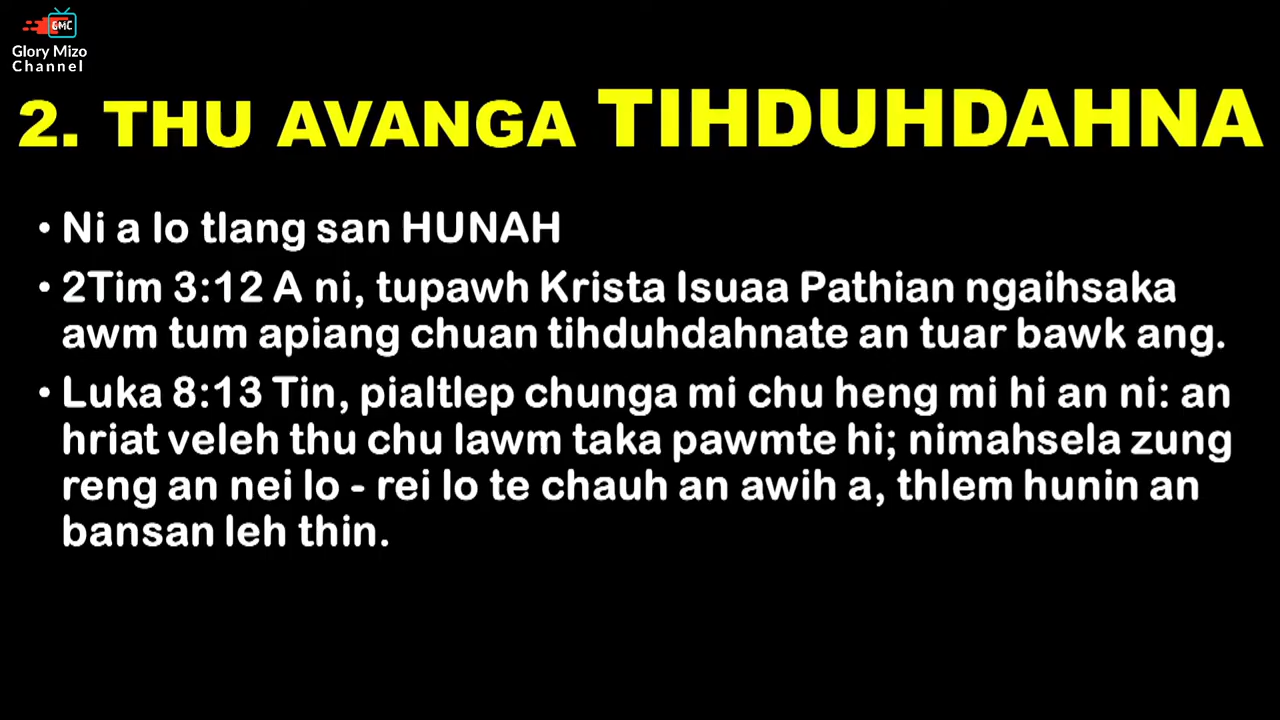 GMC
Glory Mizo
Channel
2. THU AVANGA TIHDUHDAHNA
• Ni a lo tlang san HUNAH
• 2Tim 3:12 A ni, tupawh Krista Isuaa Pathian ngaihsaka
awm tum apiang chuan tihduhdahnate an tuar bawk ang.
• Luka 8:13 Tin, pialtlep chunga mi chu heng mi hi an ni: an
hriat veleh thu chu lawm taka pawmte hi; nimahsela zung
reng an nei lo - rei lo te chauh an awih a, thlem hunin an
bansan leh thin.